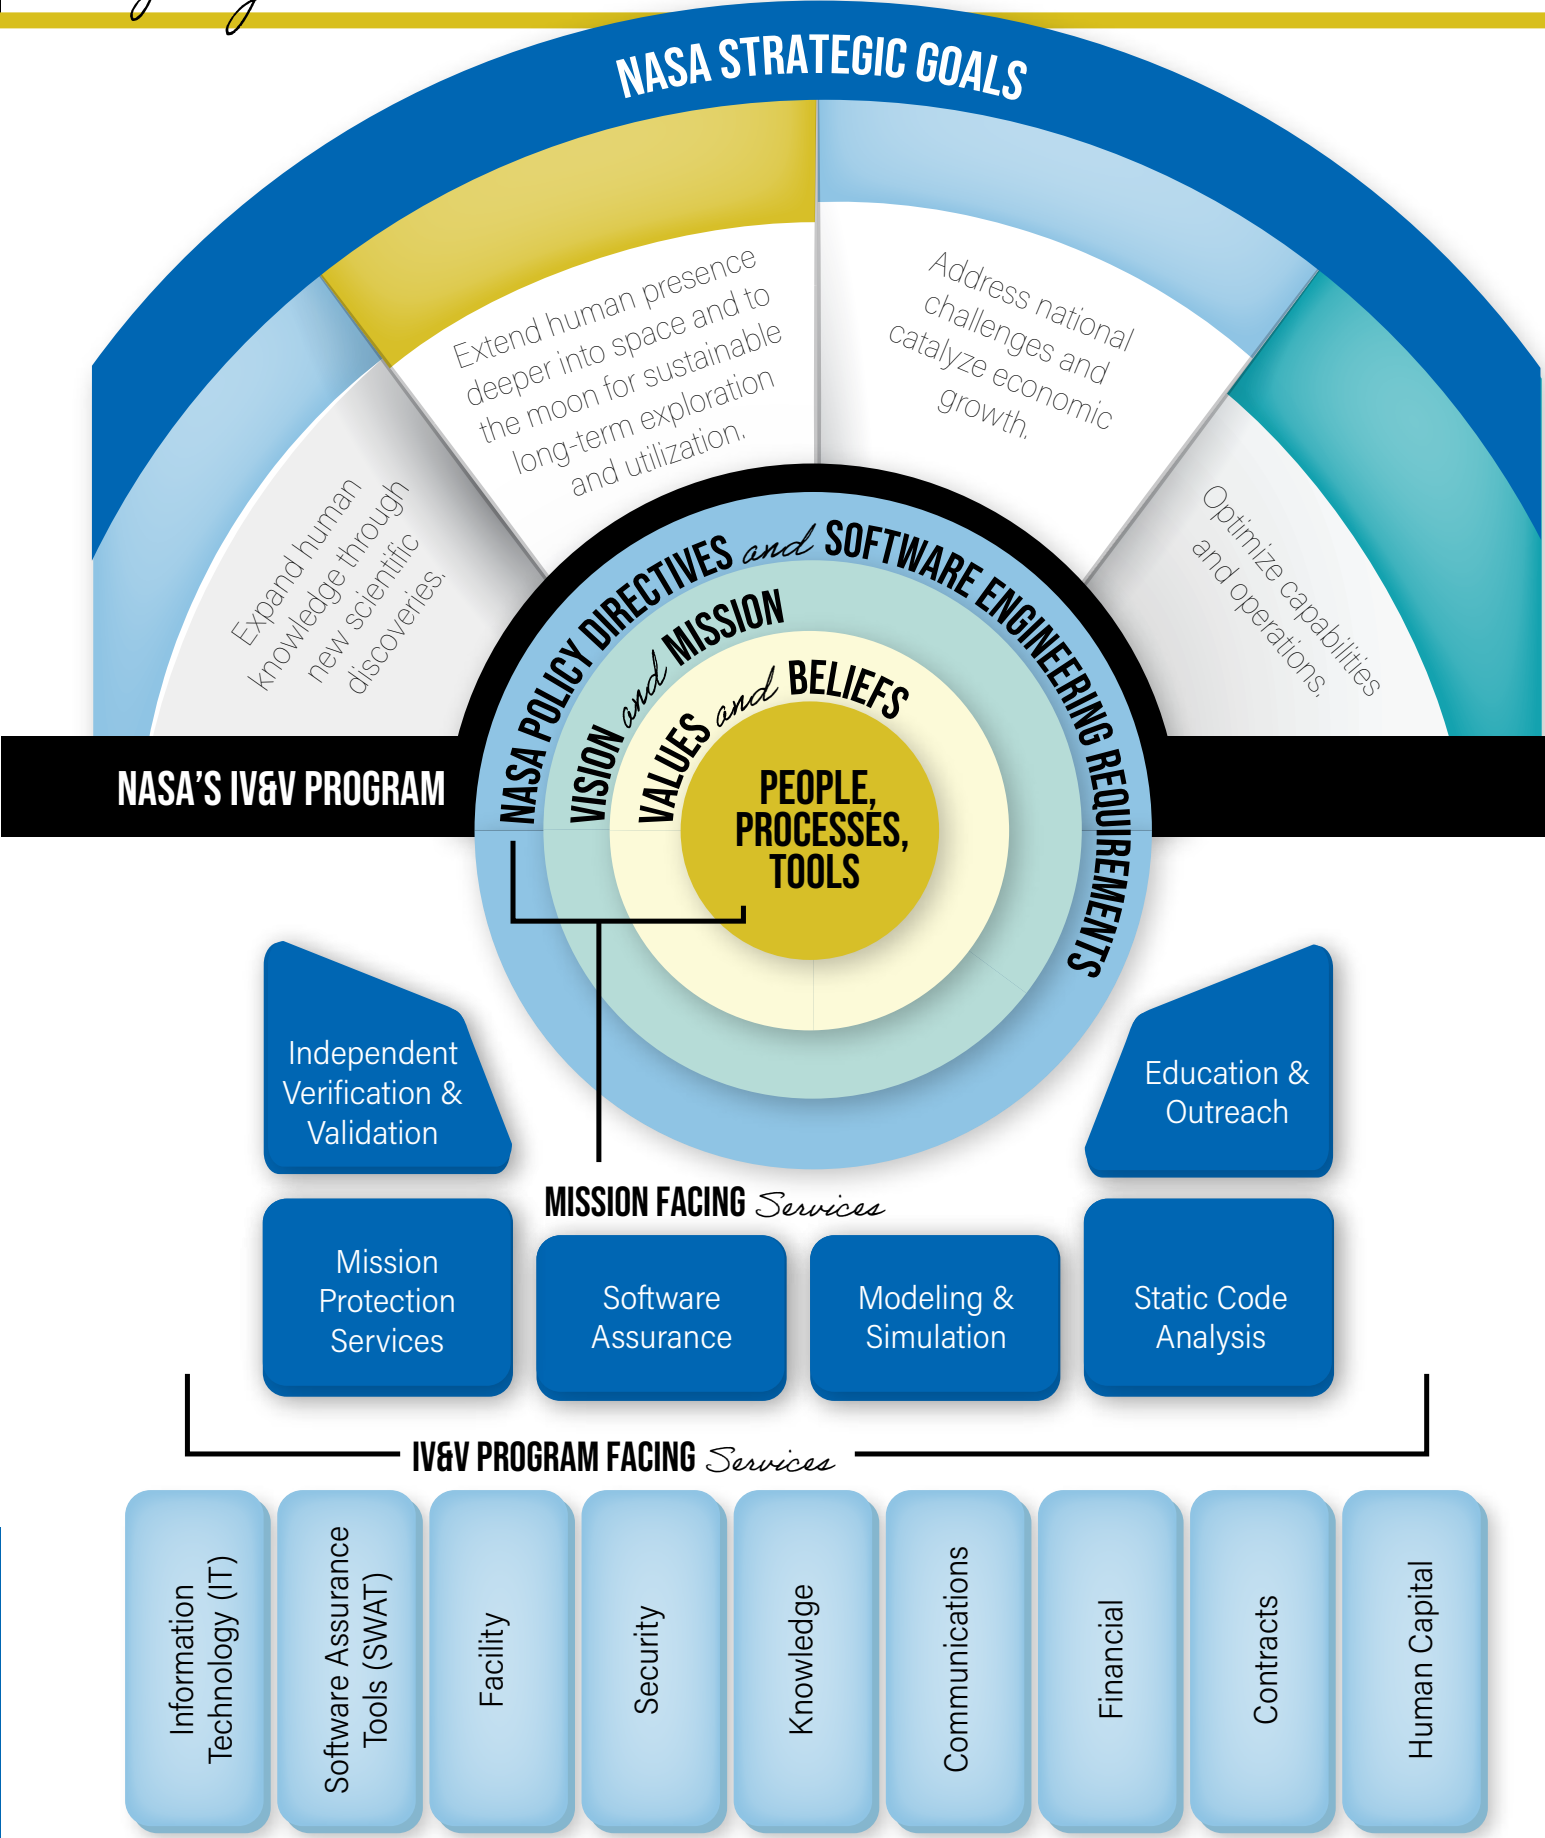 NASA STRATEGIC GOALS
Expand human
knowledge through
new scientific
discoveries.
Extend human presence
deeper into space and to
the moon for sustainable
long-term exploration
and utilization.
Address national
challenges and
catalyze economic
growth.
Optimize capabilities
and operations.
NASA POLICY DIRECTIVES and SOFTWARE ENGINEERING REQUIREMENTS
VISION and MISSION
VALUES and BELIEFS
PEOPLE,
PROCESSES,
TOOLS
NASA'S IV&V PROGRAM
Independent
Verification &
Validation
Education &
Outreach
MISSION FACING Services
Mission
Protection
Services
Software
Assurance
Modeling &
Simulation
Static Code
Analysis
IV&V PROGRAM FACING Services
Information
Technology (IT)
Software Assurance
Tools (SWAT)
Facility
Security
Knowledge
Communications
Financial
Contracts
Human Capital